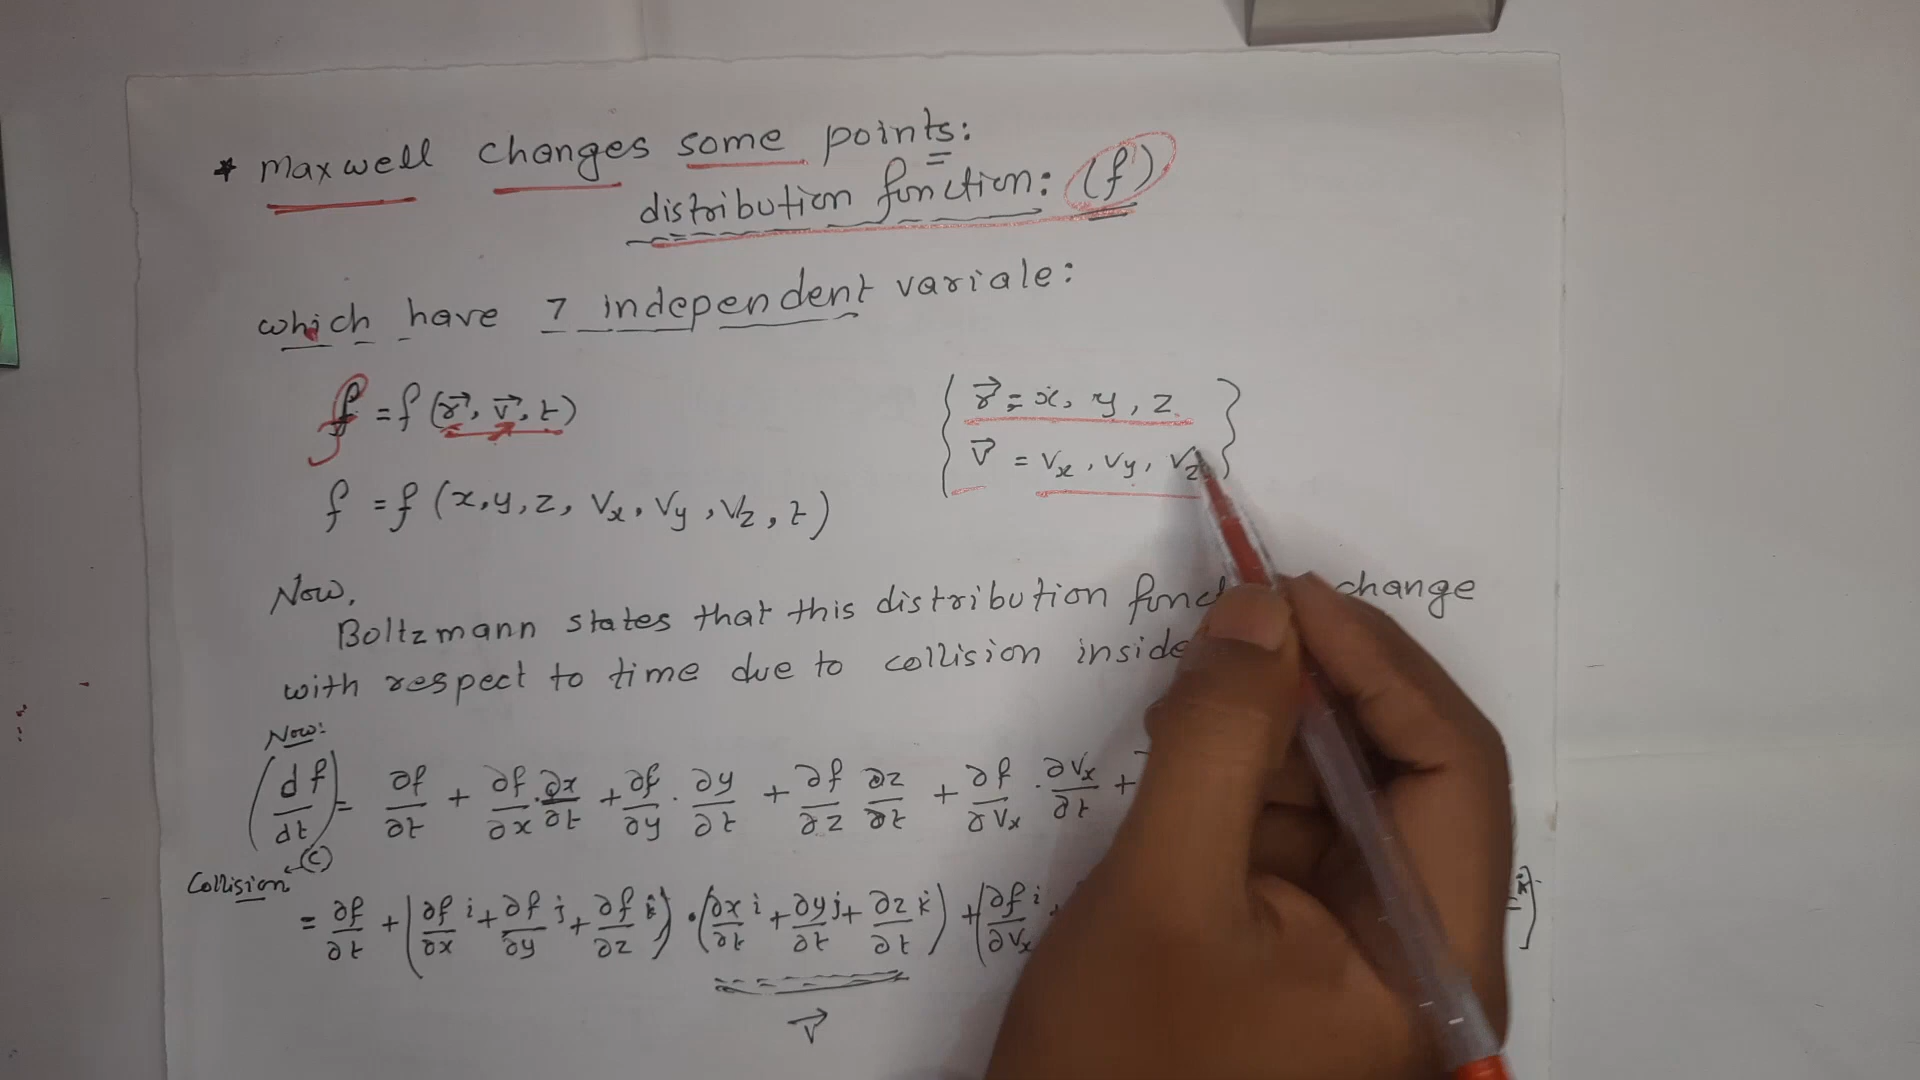 * Maxwell changes some points:
distribution function: (f)
which have 7 independent variale:
f = f (r⃗, v⃗, t)
{ r⃗ = x, y, z
v⃗ = Vx, Vy, Vz }
f = f (x, y, z, Vx, Vy, Vz, t)
Now,
Boltzmann states that this distribution change
with respect to time due to collision inside
Now:
(df/dt) = ∂f/∂t + ∂f/∂x · ∂x/∂t + ∂f/∂y · ∂y/∂t + ∂f/∂z ∂z/∂t + ∂f/∂Vx · ∂Vx/∂t +
Collision ← (c)
= ∂f/∂t + (∂f/∂x i + ∂f/∂y j + ∂f/∂z k) · (∂x/∂t i + ∂y/∂t j + ∂z/∂t k) + (∂f/∂Vx i
v⃗